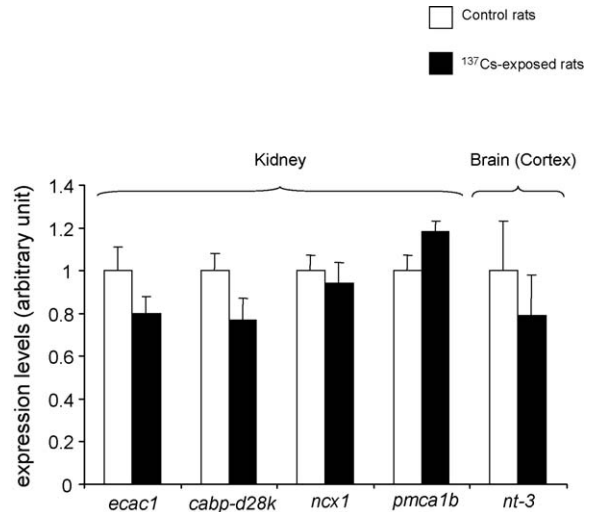 Control rats
¹³⁷Cs-exposed rats
Kidney
Brain (Cortex)
expression levels (arbitrary unit)
1.4
1.2
1
0.8
0.6
0.4
0.2
0
ecac1 cabp-d28k ncx1 pmca1b nt-3